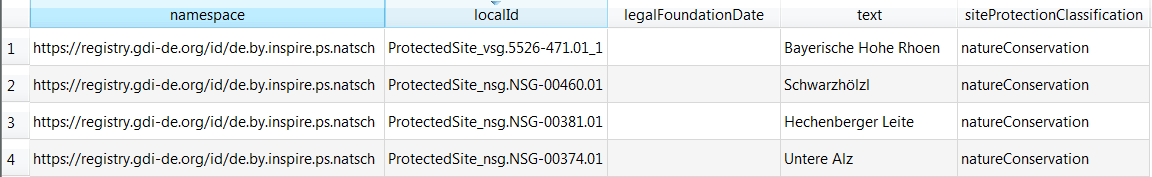 namespace localId legalFoundationDate text siteProtectionClassification
1 https://registry.gdi-de.org/id/de.by.inspire.ps.natsch ProtectedSite_vsg.5526-471.01_1 Bayerische Hohe Rhoen natureConservation
2 https://registry.gdi-de.org/id/de.by.inspire.ps.natsch ProtectedSite_nsg.NSG-00460.01 Schwarzhölzl natureConservation
3 https://registry.gdi-de.org/id/de.by.inspire.ps.natsch ProtectedSite_nsg.NSG-00381.01 Hechenberger Leite natureConservation
4 https://registry.gdi-de.org/id/de.by.inspire.ps.natsch ProtectedSite_nsg.NSG-00374.01 Untere Alz natureConservation